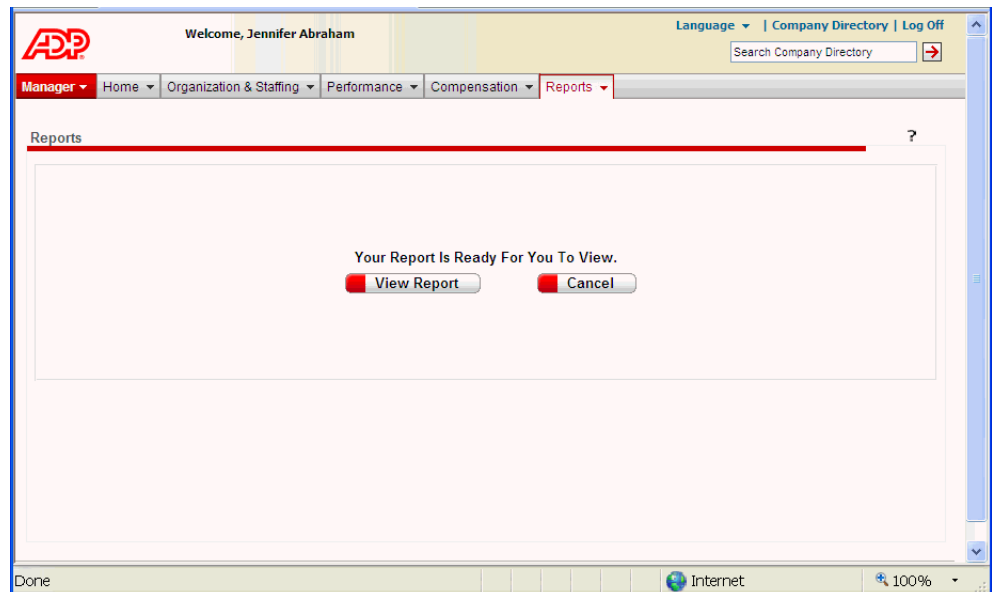 Language | Company Directory | Log Off
ADP
Welcome, Jennifer Abraham
Search Company Directory
Manager Home Organization & Staffing Performance Compensation Reports
Reports ?
Your Report Is Ready For You To View.
View Report Cancel
Done Internet 100%